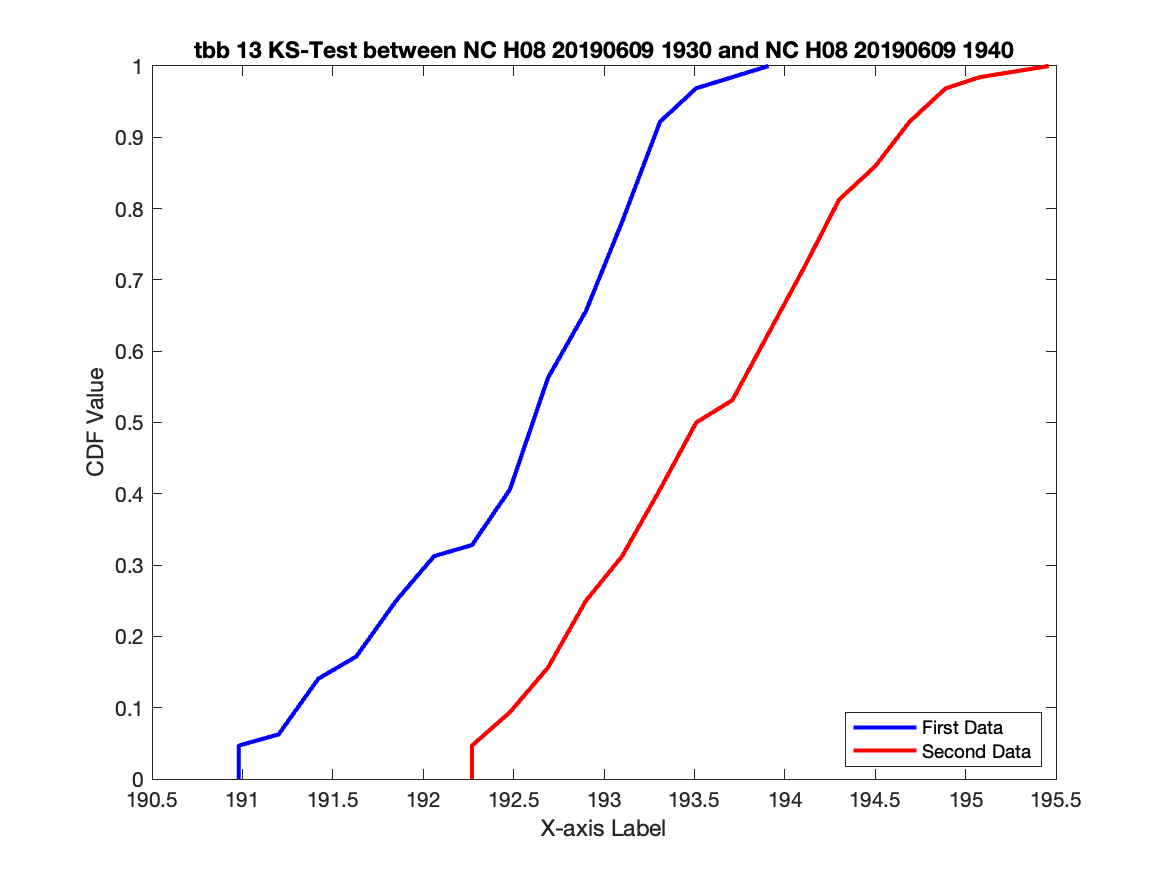 tbb 13 KS-Test between NC H08 20190609 1930 and NC H08 20190609 1940
1
0.9
0.8
0.7
0.6
0.5
0.4
0.3
0.2
0.1
0
CDF Value
First Data
Second Data
190.5 191 191.5 192 192.5 193 193.5 194 194.5 195 195.5
X-axis Label